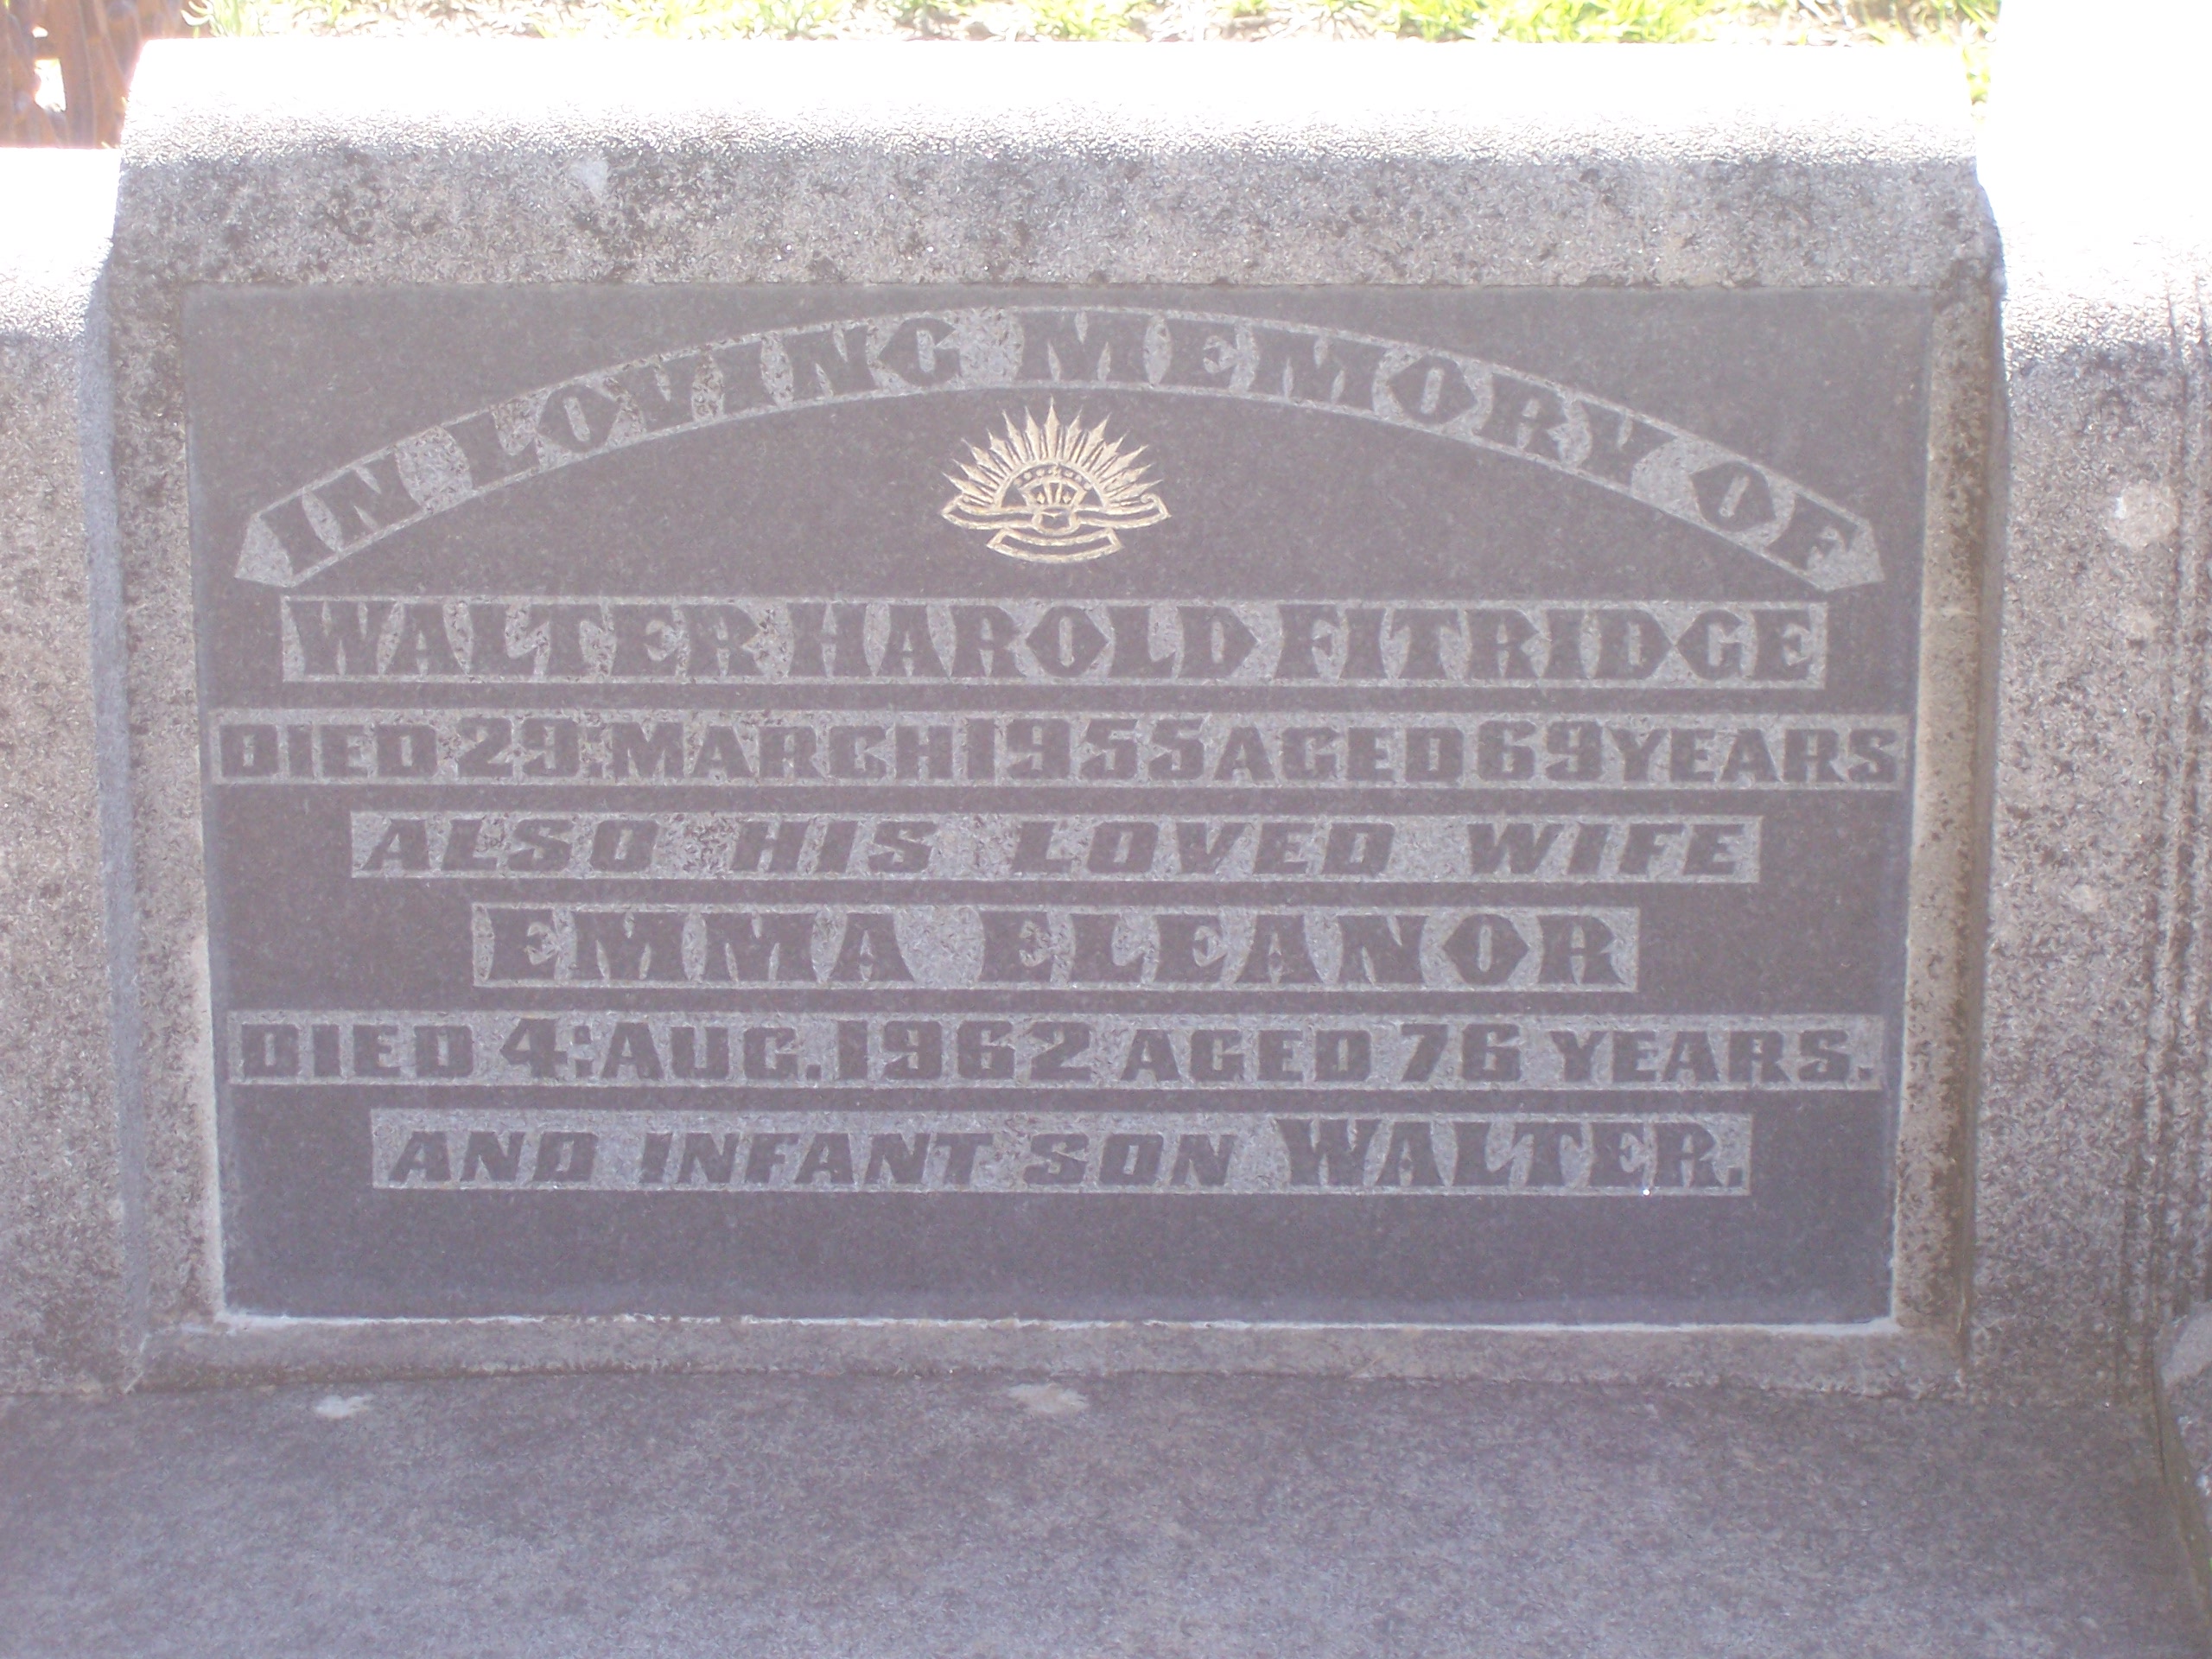 IN LOVING MEMORY OF
WALTER HAROLD FITRIDGE
DIED 29: MARCH 1955 AGED 69 YEARS
ALSO HIS LOVED WIFE
EMMA ELEANOR
DIED 4: AUG. 1962 AGED 76 YEARS.
AND INFANT SON WALTER.